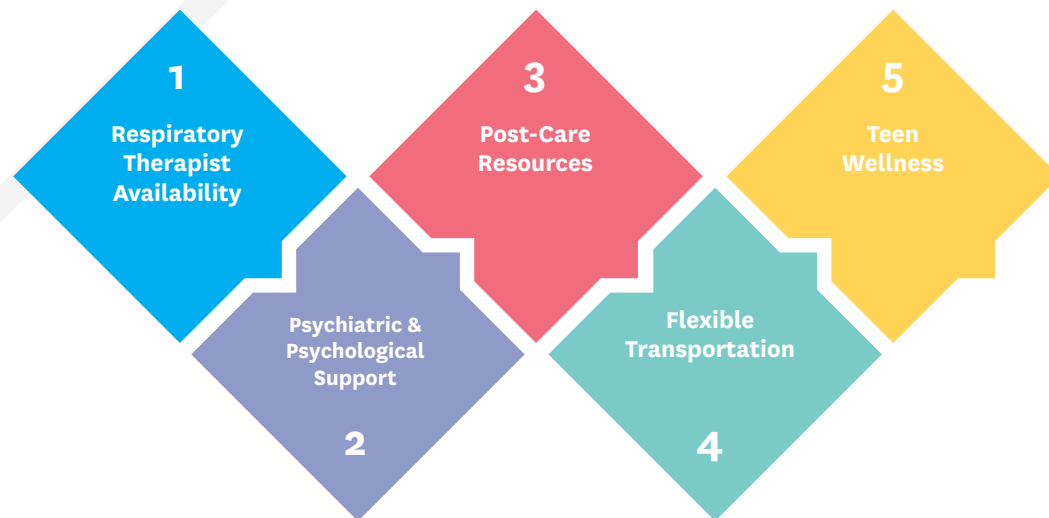 1
Respiratory
Therapist
Availability
Psychiatric &
Psychological
Support
2
3
Post-Care
Resources
Flexible
Transportation
4
5
Teen
Wellness